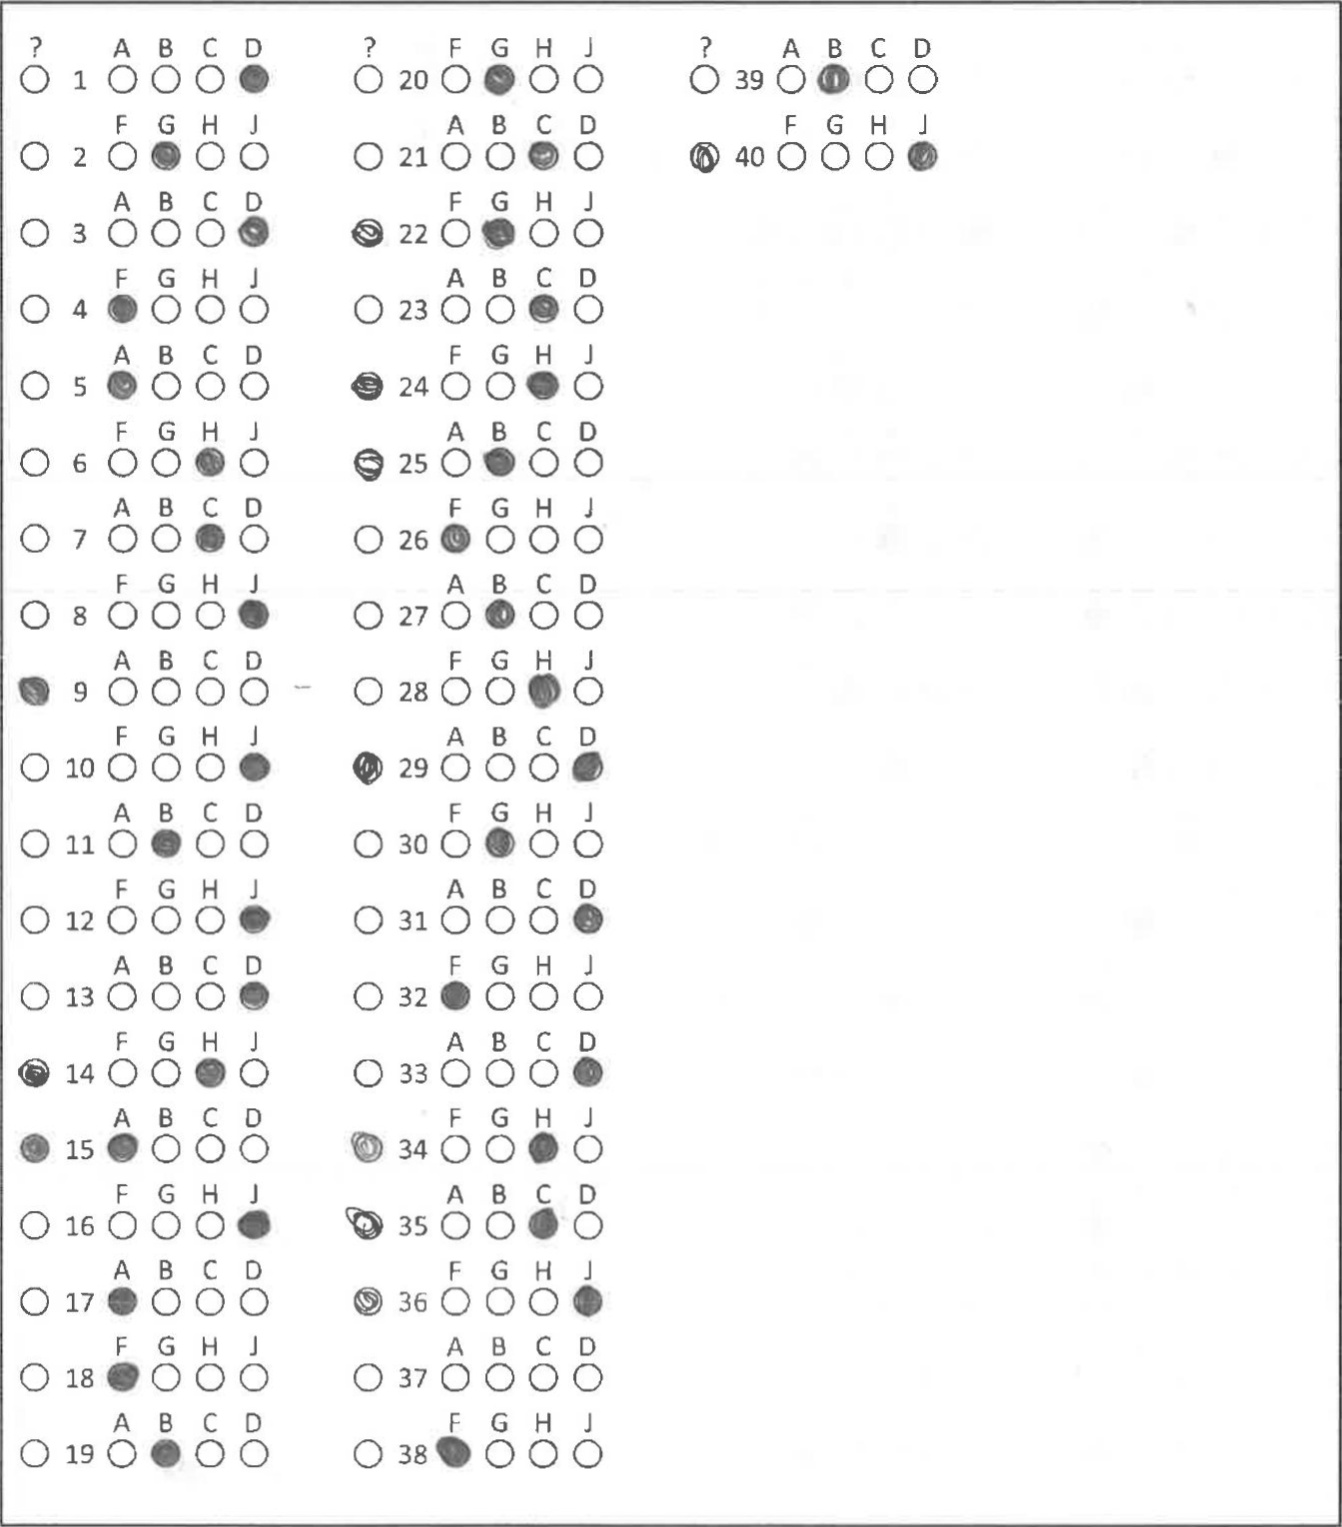 ? A B C D
1
F G H J
2
A B C D
3
F G H J
4
A B C D
5
F G H J
6
A B C D
7
F G H J
8
A B C D
9
F G H J
10
A B C D
11
F G H J
12
A B C D
13
F G H J
14
A B C D
15
F G H J
16
A B C D
17
F G H J
18
A B C D
19
? F G H J
20
A B C D
21
F G H J
22
A B C D
23
F G H J
24
A B C D
25
F G H J
26
A B C D
27
F G H J
28
A B C D
29
F G H J
30
A B C D
31
F G H J
32
A B C D
33
F G H J
34
A B C D
35
F G H J
36
A B C D
37
F G H J
38
? A B C D
39
F G H J
40